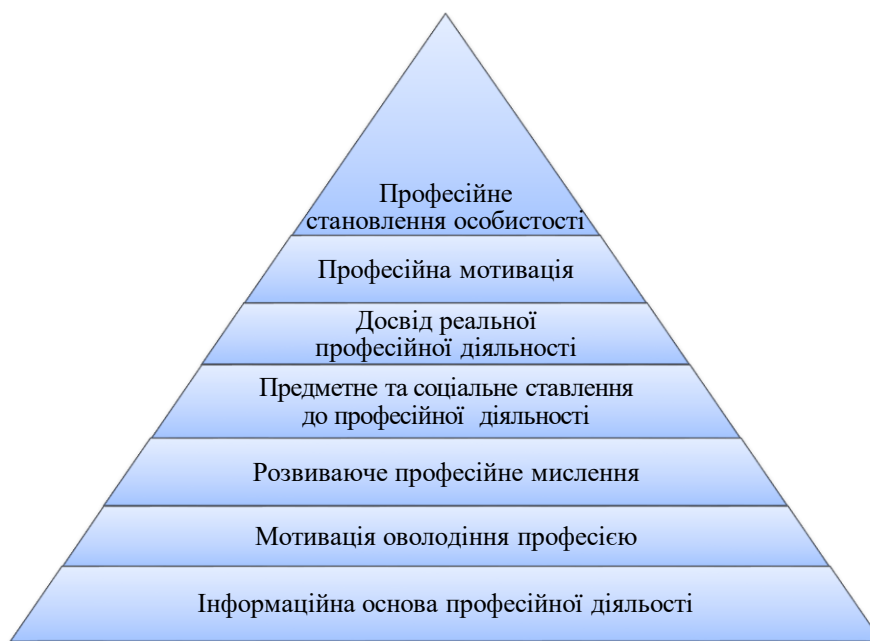 Професійне
становлення особистості
Професійна мотивація
Досвід реальної
професійної діяльності
Предметне та соціальне ставлення
до професійної діяльності
Розвиваюче професійне мислення
Мотивація оволодіння професією
Інформаційна основа професійної діяльості